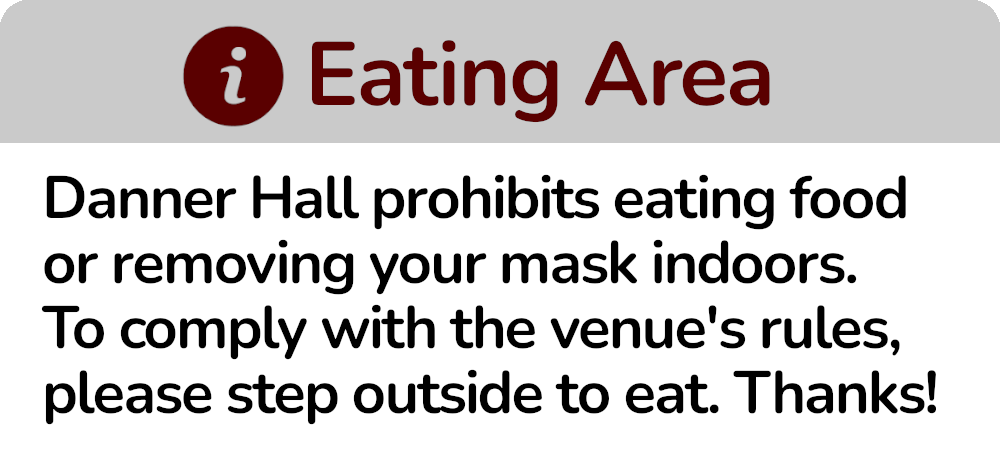 i Eating Area
Danner Hall prohibits eating food
or removing your mask indoors.
To comply with the venue's rules,
please step outside to eat. Thanks!